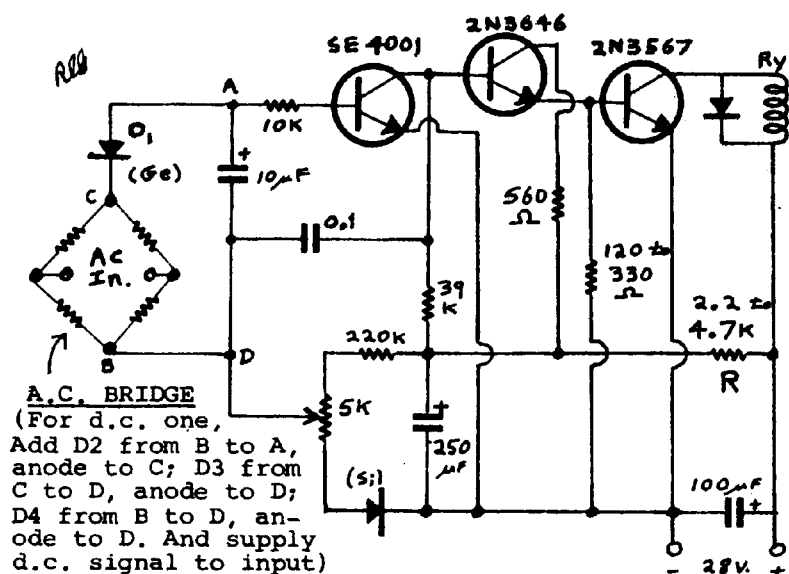 SE 4001
2N3646
2N3567
Ry
A
10K
D1
(Ge)
+
10µF
C
0.1
560
Ω
AC
In.
120 to
330
Ω
39
K
2.2 to
4.7K
220K
D
R
B
5K
+
250
µF
A.C. BRIDGE
(For d.c. one,
Add D2 from B to A,
anode to C; D3 from
C to D, anode to D;
D4 from B to D, an-
ode to D. And supply
d.c. signal to input)
(Si)
100µF
+
-
28V.
+